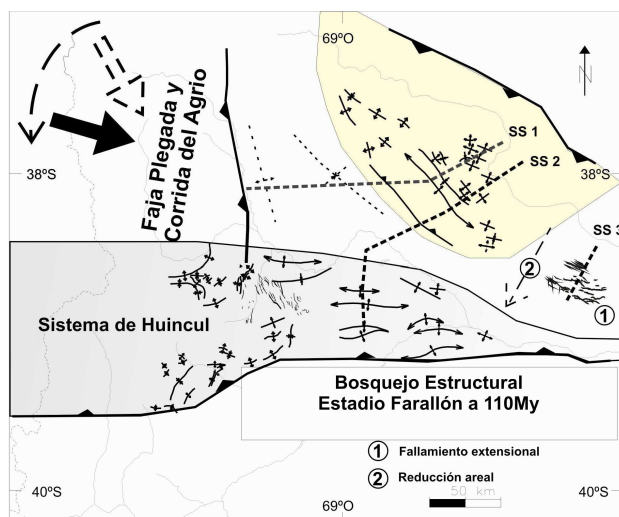 69ºO
N
Faja Plegada y
Corrida del Agrio
SS 1
SS 2
38ºS
38ºS
SS 3
2
1
Sistema de Huincul
Bosquejo Estructural
Estadio Farallón a 110My
1 Fallamiento extensional
2 Reducción areal
40ºS
69ºO
50 km
40ºS